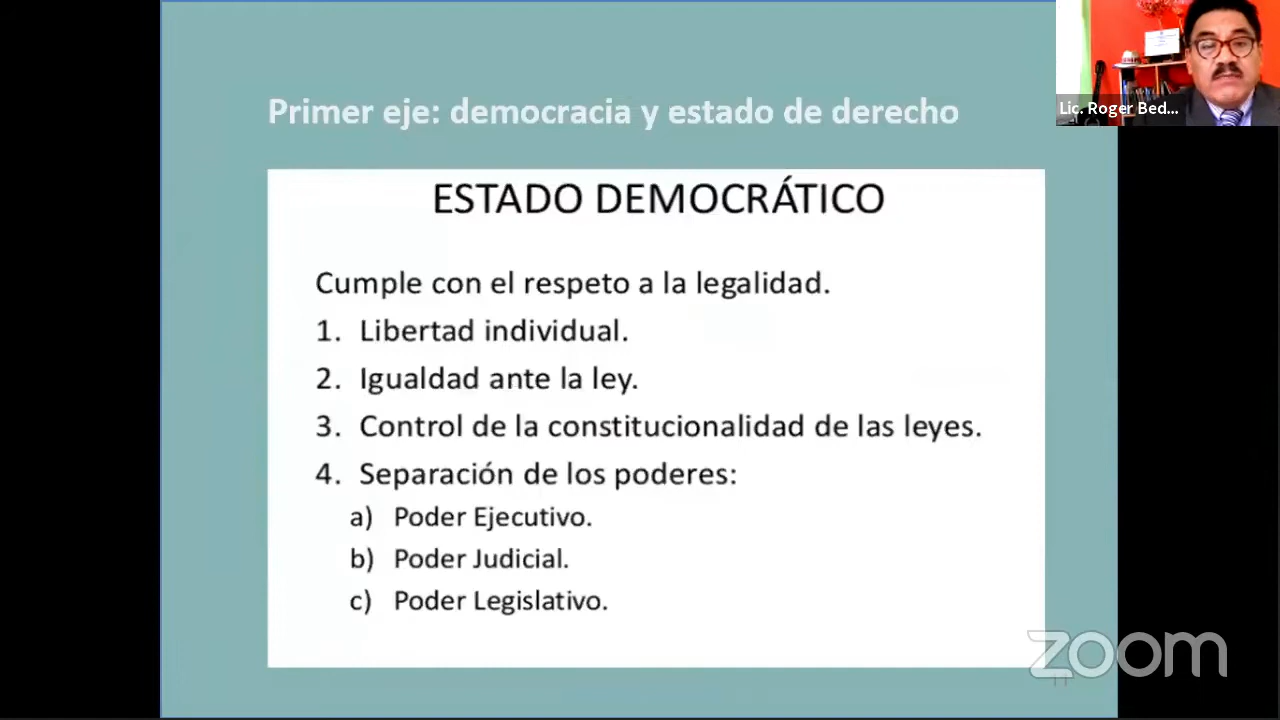 Primer eje: democracia y estado de derecho
ESTADO DEMOCRÁTICO
Cumple con el respeto a la legalidad.
1. Libertad individual.
2. Igualdad ante la ley.
3. Control de la constitucionalidad de las leyes.
4. Separación de los poderes:
a) Poder Ejecutivo.
b) Poder Judicial.
c) Poder Legislativo.
Lic. Roger Bed...
zoom
11